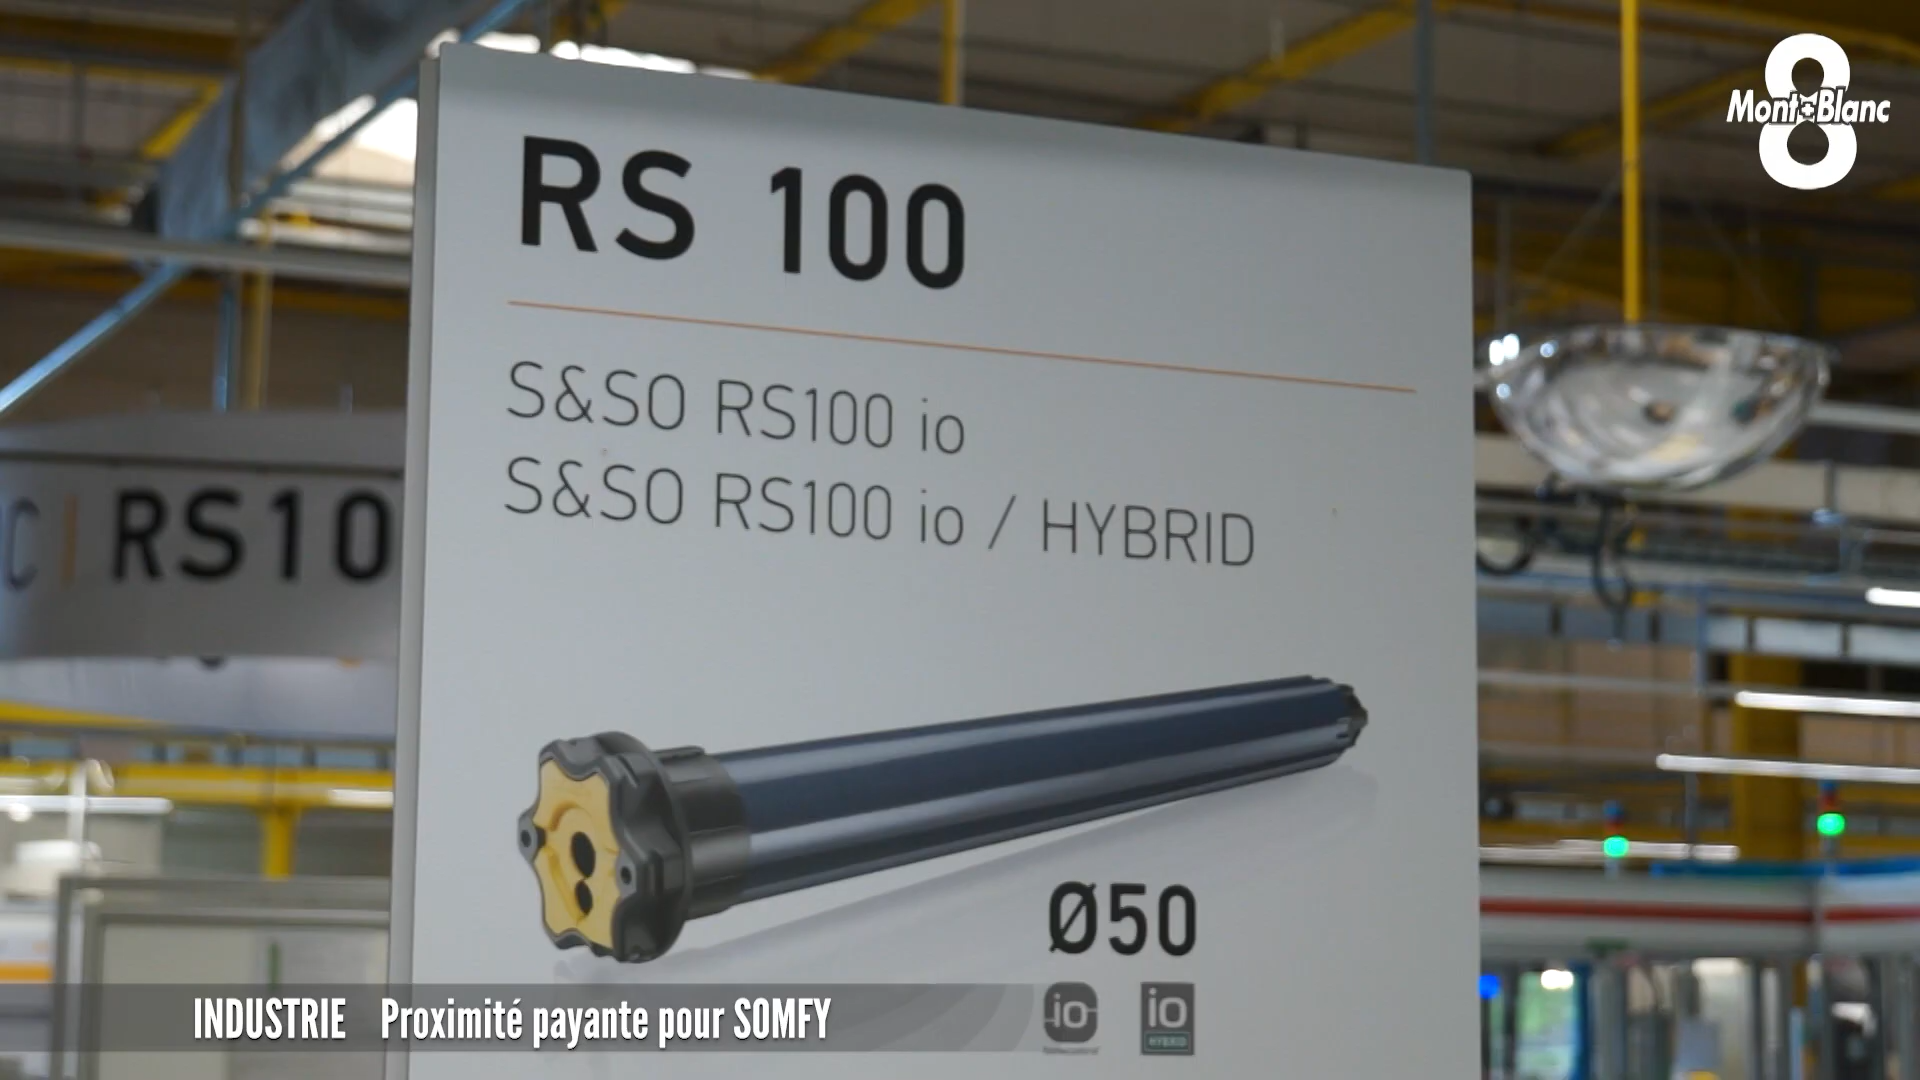 8
Mont Blanc
RS 100
S&SO RS100 io
S&SO RS100 io / HYBRID
C | RS10
Ø50
io
io
HYBRID
INDUSTRIE Proximité payante pour SOMFY